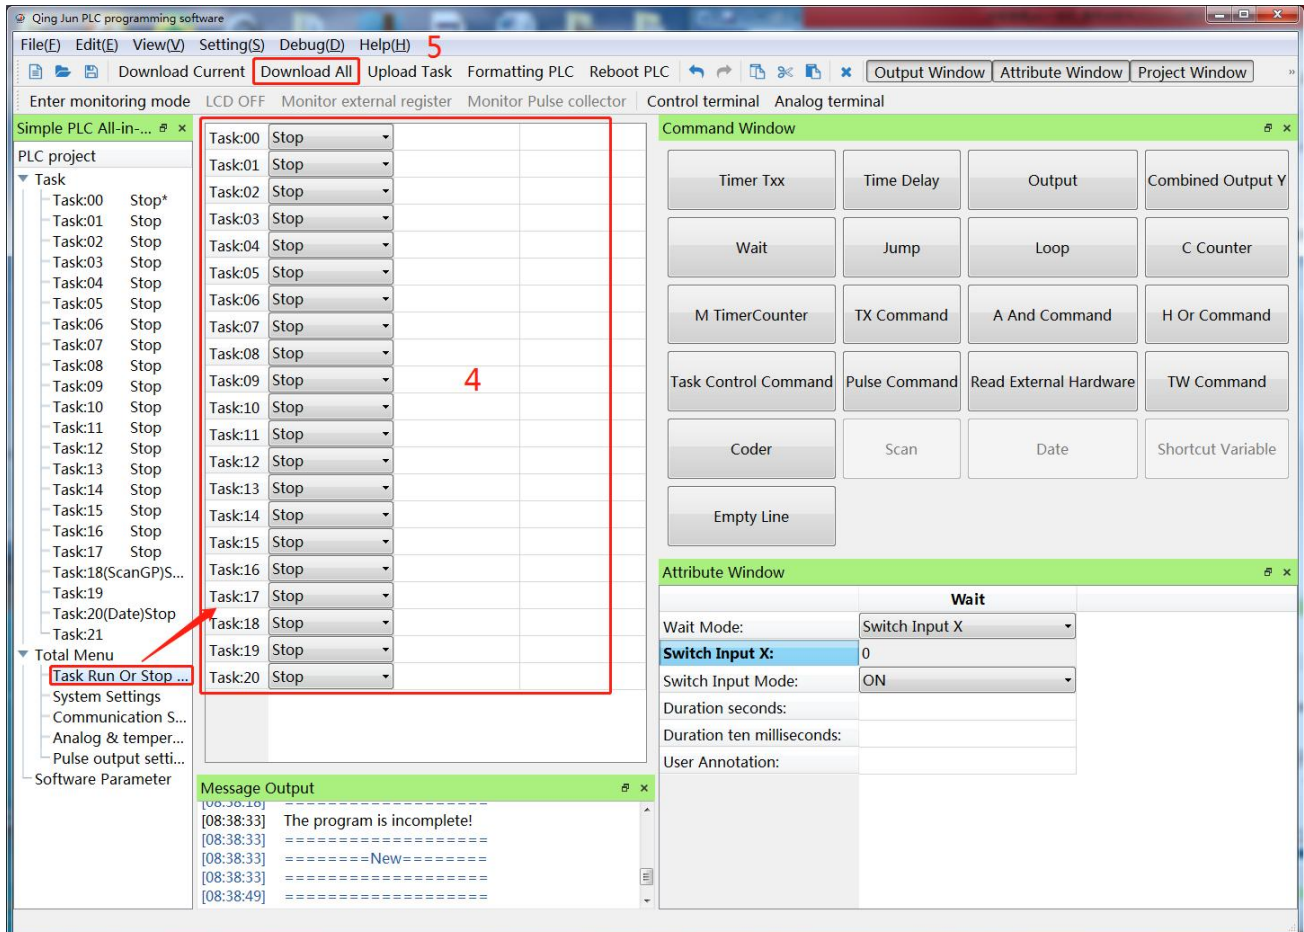 Qing Jun PLC programming software
File(F) Edit(E) View(V) Setting(S) Debug(D) Help(H) 5
Download Current Download All Upload Task Formatting PLC Reboot PLC Output Window Attribute Window Project Window »
Enter monitoring mode LCD OFF Monitor external register Monitor Pulse collector Control terminal Analog terminal
Simple PLC All-in-...
PLC project
Task
Task:00 Stop*
Task:01 Stop
Task:02 Stop
Task:03 Stop
Task:04 Stop
Task:05 Stop
Task:06 Stop
Task:07 Stop
Task:08 Stop
Task:09 Stop
Task:10 Stop
Task:11 Stop
Task:12 Stop
Task:13 Stop
Task:14 Stop
Task:15 Stop
Task:16 Stop
Task:17 Stop
Task:18(ScanGP)S...
Task:19
Task:20(Date)Stop
Task:21
Total Menu
Task Run Or Stop ...
System Settings
Communication S...
Analog & temper...
Pulse output setti...
Software Parameter
Task:00 Stop
Task:01 Stop
Task:02 Stop
Task:03 Stop
Task:04 Stop
Task:05 Stop
Task:06 Stop
Task:07 Stop
Task:08 Stop
Task:09 Stop 4
Task:10 Stop
Task:11 Stop
Task:12 Stop
Task:13 Stop
Task:14 Stop
Task:15 Stop
Task:16 Stop
Task:17 Stop
Task:18 Stop
Task:19 Stop
Task:20 Stop
Message Output
[08:38:18] ===================
[08:38:33] The program is incomplete!
[08:38:33] ===================
[08:38:33] ========New========
[08:38:33] ===================
[08:38:49] ===================
Command Window
Timer Txx Time Delay Output Combined Output Y
Wait Jump Loop C Counter
M TimerCounter TX Command A And Command H Or Command
Task Control Command Pulse Command Read External Hardware TW Command
Coder Scan Date Shortcut Variable
Empty Line
Attribute Window
Wait
Wait Mode: Switch Input X
Switch Input X: 0
Switch Input Mode: ON
Duration seconds:
Duration ten milliseconds:
User Annotation: